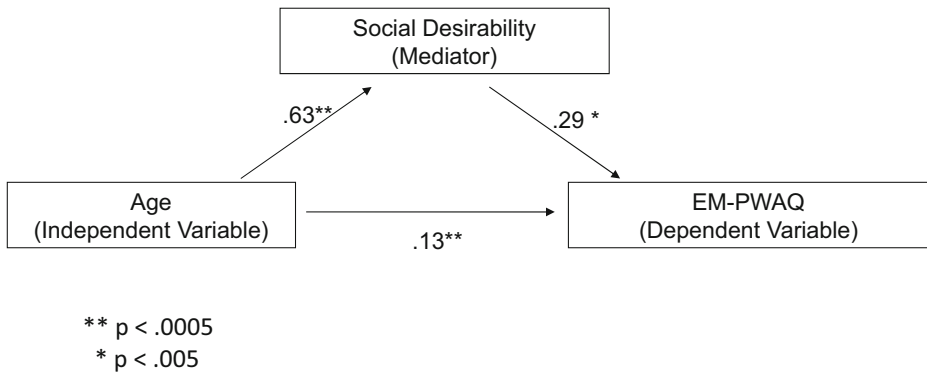 Social Desirability
(Mediator)
.63**
.29 *
Age
(Independent Variable)
EM-PWAQ
(Dependent Variable)
.13**
** p < .0005
* p < .005